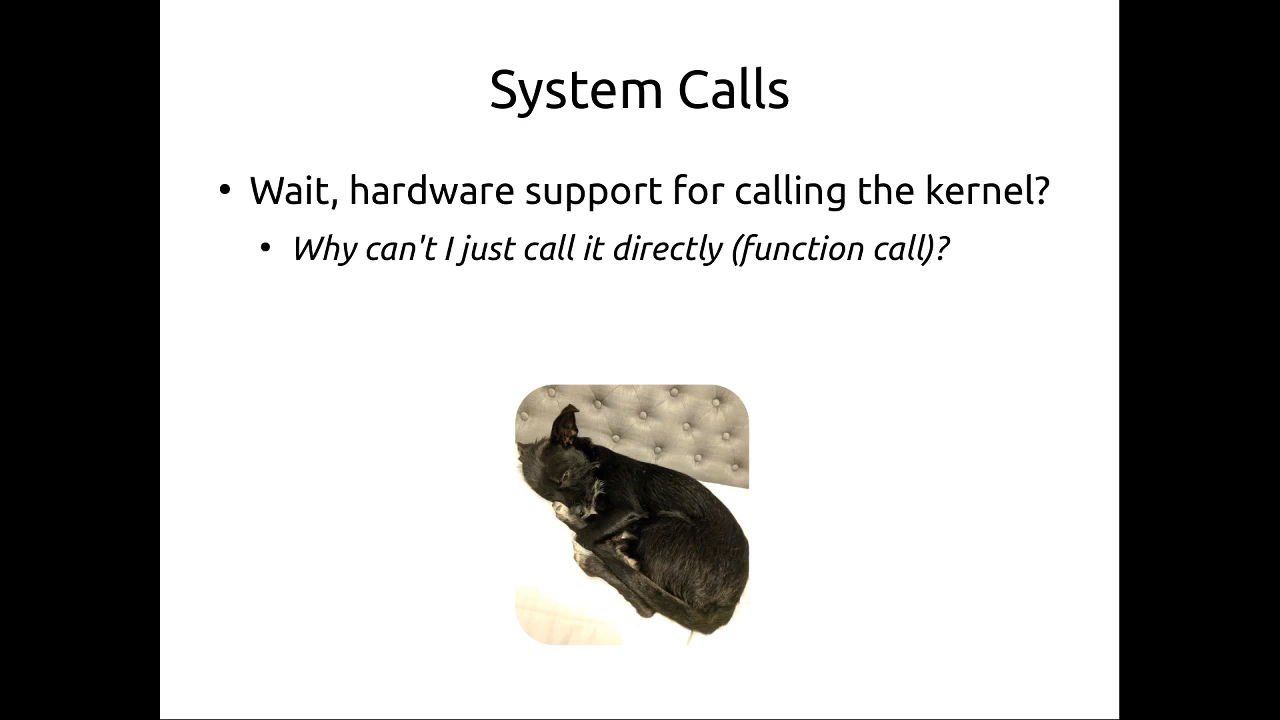 System Calls
• Wait, hardware support for calling the kernel?
• Why can't I just call it directly (function call)?